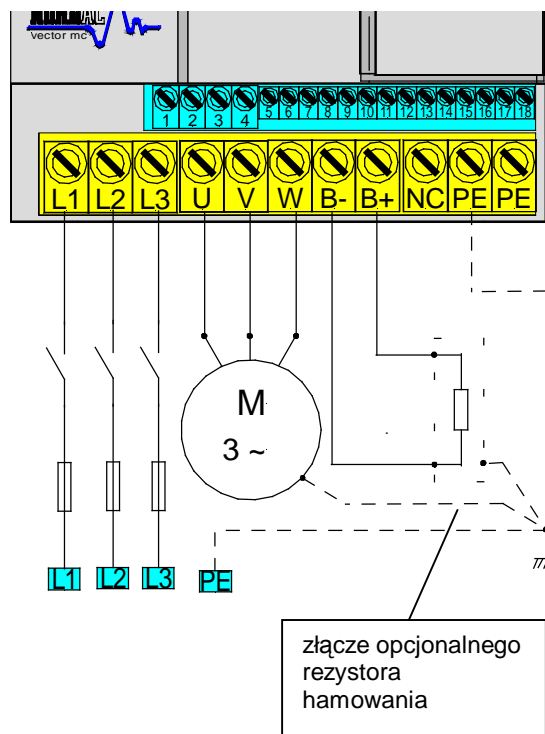 vector mc
1 2 3 4 5 6 7 8 9 10 11 12 13 14 15 16 17 18
L1 L2 L3 U V W B- B+ NC PE PE
M
3 ~
L1 L2 L3 PE
złącze opcjonalnego
rezystora
hamowania